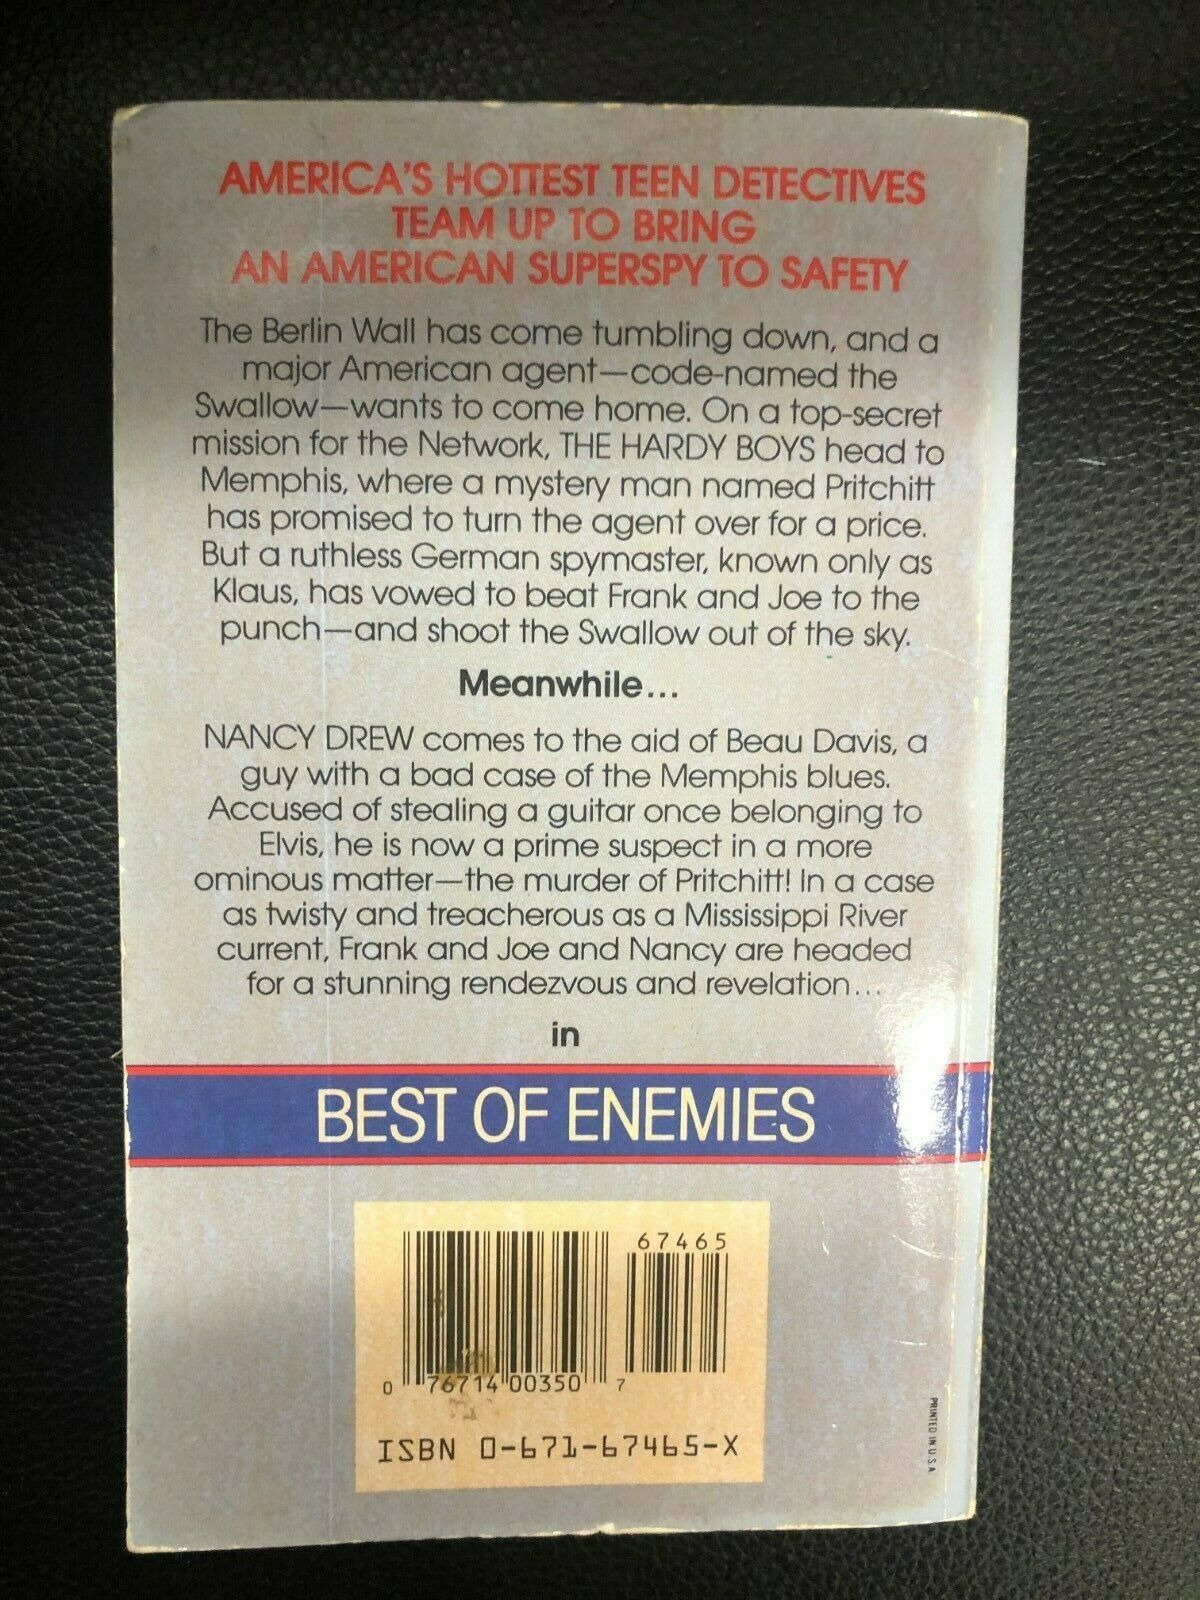 AMERICA'S HOTTEST TEEN DETECTIVES
TEAM UP TO BRING
AN AMERICAN SUPERSPY TO SAFETY
The Berlin Wall has come tumbling down, and a
major American agent—code-named the
Swallow—wants to come home. On a top-secret
mission for the Network, THE HARDY BOYS head to
Memphis, where a mystery man named Pritchitt
has promised to turn the agent over for a price.
But a ruthless German spymaster, known only as
Klaus, has vowed to beat Frank and Joe to the
punch—and shoot the Swallow out of the sky.
Meanwhile...
NANCY DREW comes to the aid of Beau Davis, a
guy with a bad case of the Memphis blues.
Accused of stealing a guitar once belonging to
Elvis, he is now a prime suspect in a more
ominous matter—the murder of Pritchitt! In a case
as twisty and treacherous as a Mississippi River
current, Frank and Joe and Nancy are headed
for a stunning rendezvous and revelation...
in
BEST OF ENEMIES
67465
0 76714 00350 7
ISBN 0-671-67465-X
PRINTED IN U.S.A.